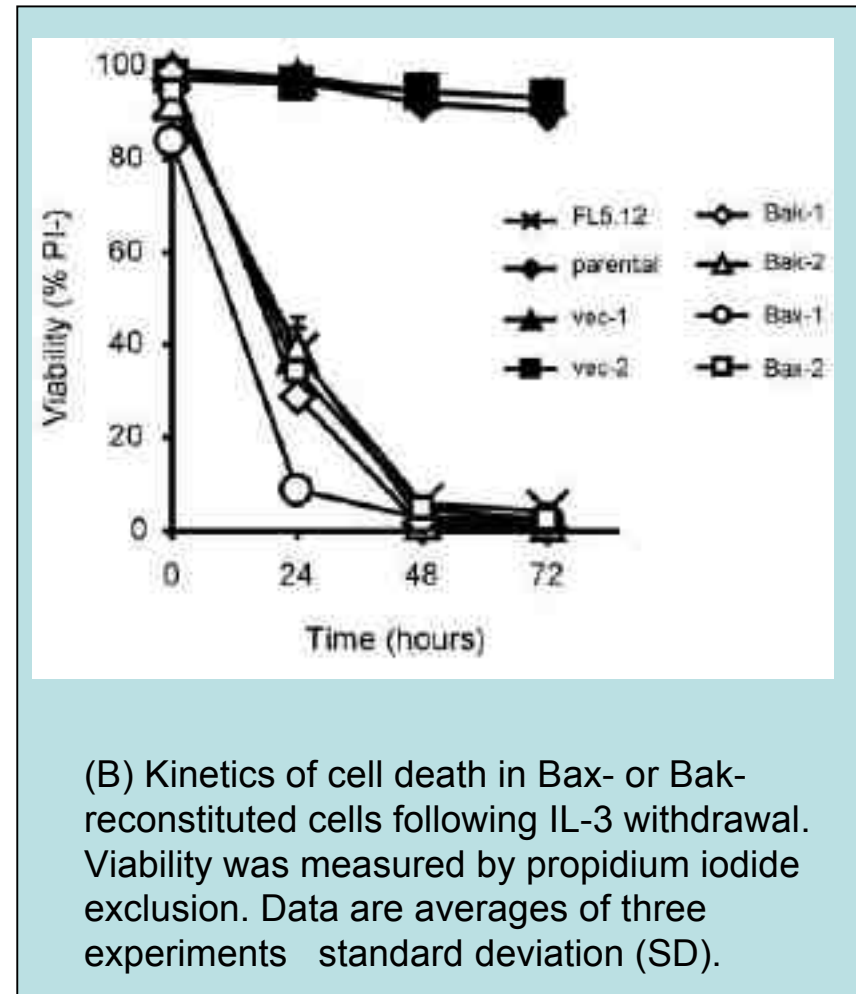 100
80
60
40
20
0
Viability (% PI-)
0 24 48 72
Time (hours)
FL5.12 Bak-1
parental Bak-2
vec-1 Bax-1
vec-2 Bax-2
(B) Kinetics of cell death in Bax- or Bak-
reconstituted cells following IL-3 withdrawal.
Viability was measured by propidium iodide
exclusion. Data are averages of three
experiments standard deviation (SD).